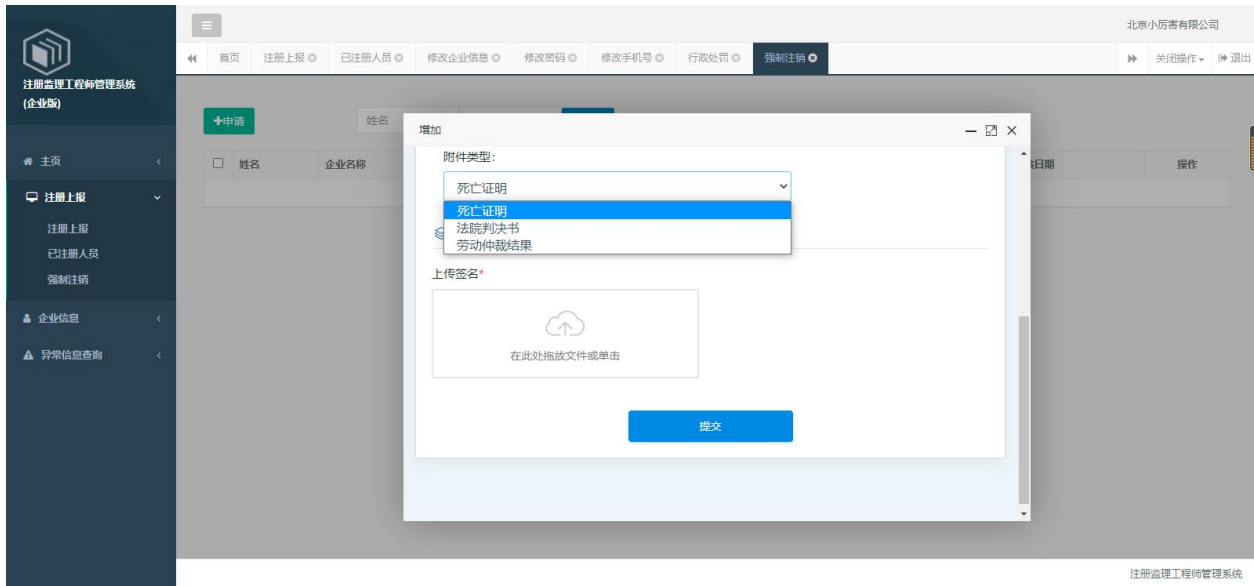 北京小厉害有限公司
注册监理工程师管理系统
(企业版)
首页 注册上报 已注册人员 修改企业信息 修改密码 修改手机号 行政处罚 强制注销 关闭操作 退出
+申请 姓名
增加
主页
姓名 企业名称 日期 操作
附件类型:
死亡证明
死亡证明
法院判决书
劳动仲裁结果
注册上报
注册上报
已注册人员
强制注销
上传签名*
企业信息
在此处拖放文件或单击
异常信息查询
提交
注册监理工程师管理系统